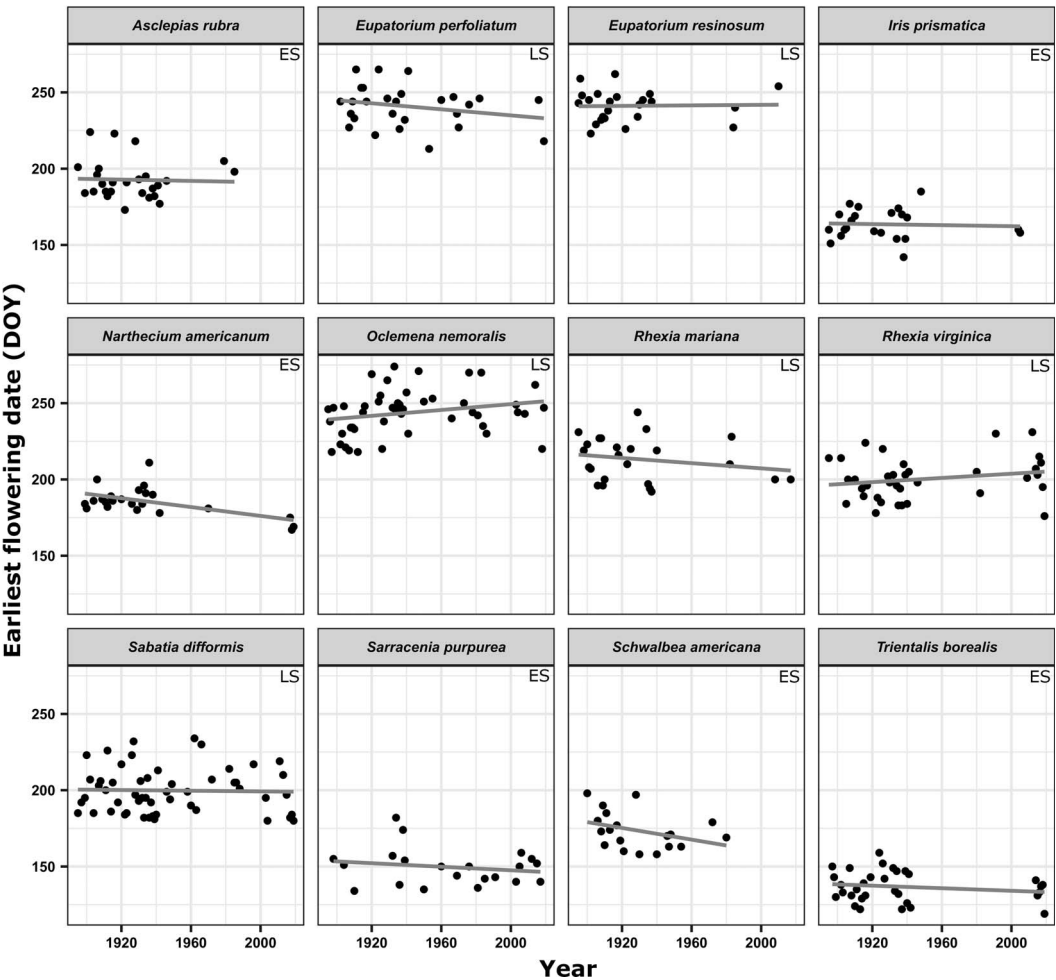 Asclepias rubra
Eupatorium perfoliatum
Eupatorium resinosum
Iris prismatica
ES
LS
LS
ES
250
200
150
Narthecium americanum
Oclemena nemoralis
Rhexia mariana
Rhexia virginica
ES
LS
LS
LS
250
200
150
Sabatia difformis
Sarracenia purpurea
Schwalbea americana
Trientalis borealis
LS
ES
ES
ES
250
200
150
1920 1960 2000
1920 1960 2000
1920 1960 2000
1920 1960 2000
Earliest flowering date (DOY)
Year